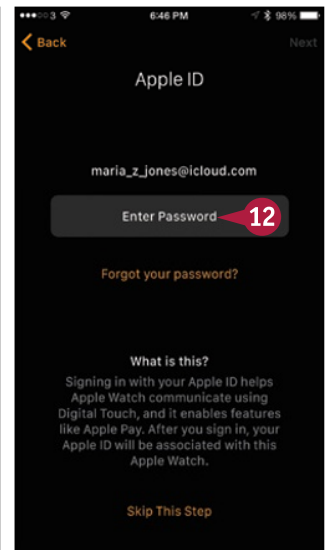 3 6:46 PM 98%
Back Next
Apple ID
maria_z_jones@icloud.com
Enter Password 12
Forgot your password?
What is this?
Signing in with your Apple ID helps
Apple Watch communicate using
Digital Touch, and it enables features
like Apple Pay. After you sign in, your
Apple ID will be associated with this
Apple Watch.
Skip This Step